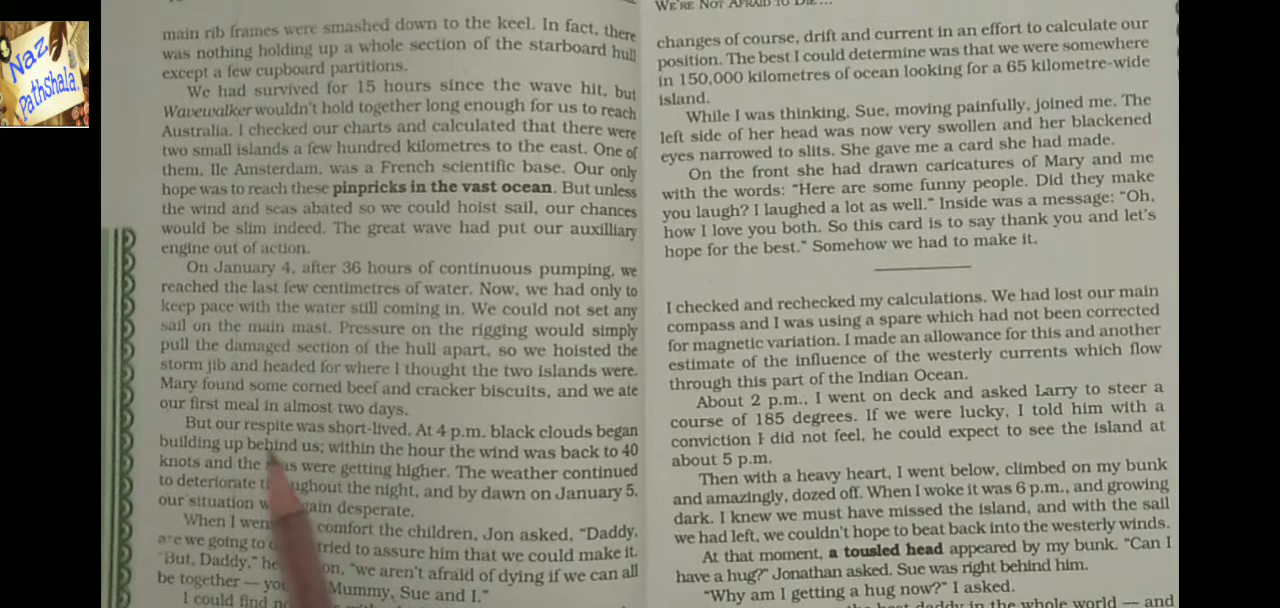 Naz
Pathshala.
main rib frames were smashed down to the keel. In fact, there
was nothing holding up a whole section of the starboard hull
except a few cupboard partitions.
We had survived for 15 hours since the wave hit, but
Wavewalker wouldn't hold together long enough for us to reach
Australia. I checked our charts and calculated that there were
two small islands a few hundred kilometres to the east. One of
them, Ile Amsterdam, was a French scientific base. Our only
hope was to reach these pinpricks in the vast ocean. But unless
the wind and seas abated so we could hoist sail, our chances
would be slim indeed. The great wave had put our auxilliary
engine out of action.
On January 4, after 36 hours of continuous pumping, we
reached the last few centimetres of water. Now, we had only to
keep pace with the water still coming in. We could not set any
sail on the main mast. Pressure on the rigging would simply
pull the damaged section of the hull apart, so we hoisted the
storm jib and headed for where I thought the two islands were.
Mary found some corned beef and cracker biscuits, and we ate
our first meal in almost two days.
But our respite was short-lived. At 4 p.m. black clouds began
building up behind us; within the hour the wind was back to 40
knots and the were getting higher. The weather continued
to deteriorate throughout the night, and by dawn on January 5,
our situation again desperate.
When I comfort the children, Jon asked, "Daddy,
are we going to tried to assure him that we could make it.
"But, Daddy," he on, "we aren't afraid of dying if we can all
be together — Mummy, Sue and I."
I could find
WE'RE NOT AFRAID TO DIE...
changes of course, drift and current in an effort to calculate our
position. The best I could determine was that we were somewhere
in 150,000 kilometres of ocean looking for a 65 kilometre-wide
island.
While I was thinking, Sue, moving painfully, joined me. The
left side of her head was now very swollen and her blackened
eyes narrowed to slits. She gave me a card she had made.
On the front she had drawn caricatures of Mary and me
with the words: "Here are some funny people. Did they make
you laugh? I laughed a lot as well." Inside was a message: "Oh,
how I love you both. So this card is to say thank you and let's
hope for the best." Somehow we had to make it.
I checked and rechecked my calculations. We had lost our main
compass and I was using a spare which had not been corrected
for magnetic variation. I made an allowance for this and another
estimate of the influence of the westerly currents which flow
through this part of the Indian Ocean.
About 2 p.m., I went on deck and asked Larry to steer a
course of 185 degrees. If we were lucky, I told him with a
conviction I did not feel, he could expect to see the island at
about 5 p.m.
Then with a heavy heart, I went below, climbed on my bunk
and amazingly, dozed off. When I woke it was 6 p.m., and growing
dark. I knew we must have missed the island, and with the sail
we had left, we couldn't hope to beat back into the westerly winds.
At that moment, a tousled head appeared by my bunk. "Can I
have a hug?" Jonathan asked. Sue was right behind him.
"Why am I getting a hug now?" I asked.
daddy in the whole world — and